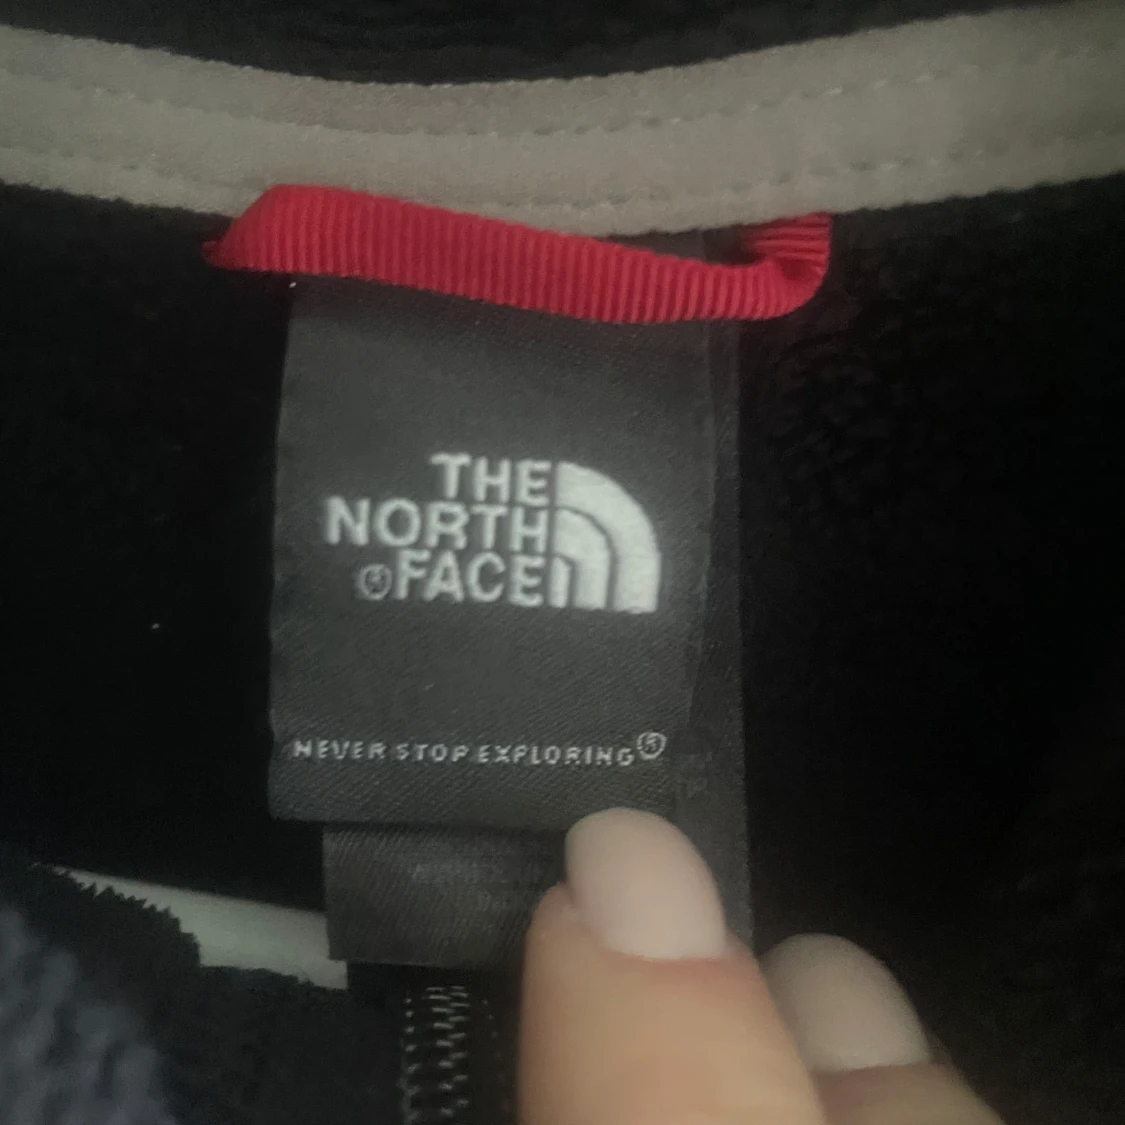 THE
NORTH
®FACE
NEVER STOP EXPLORING®